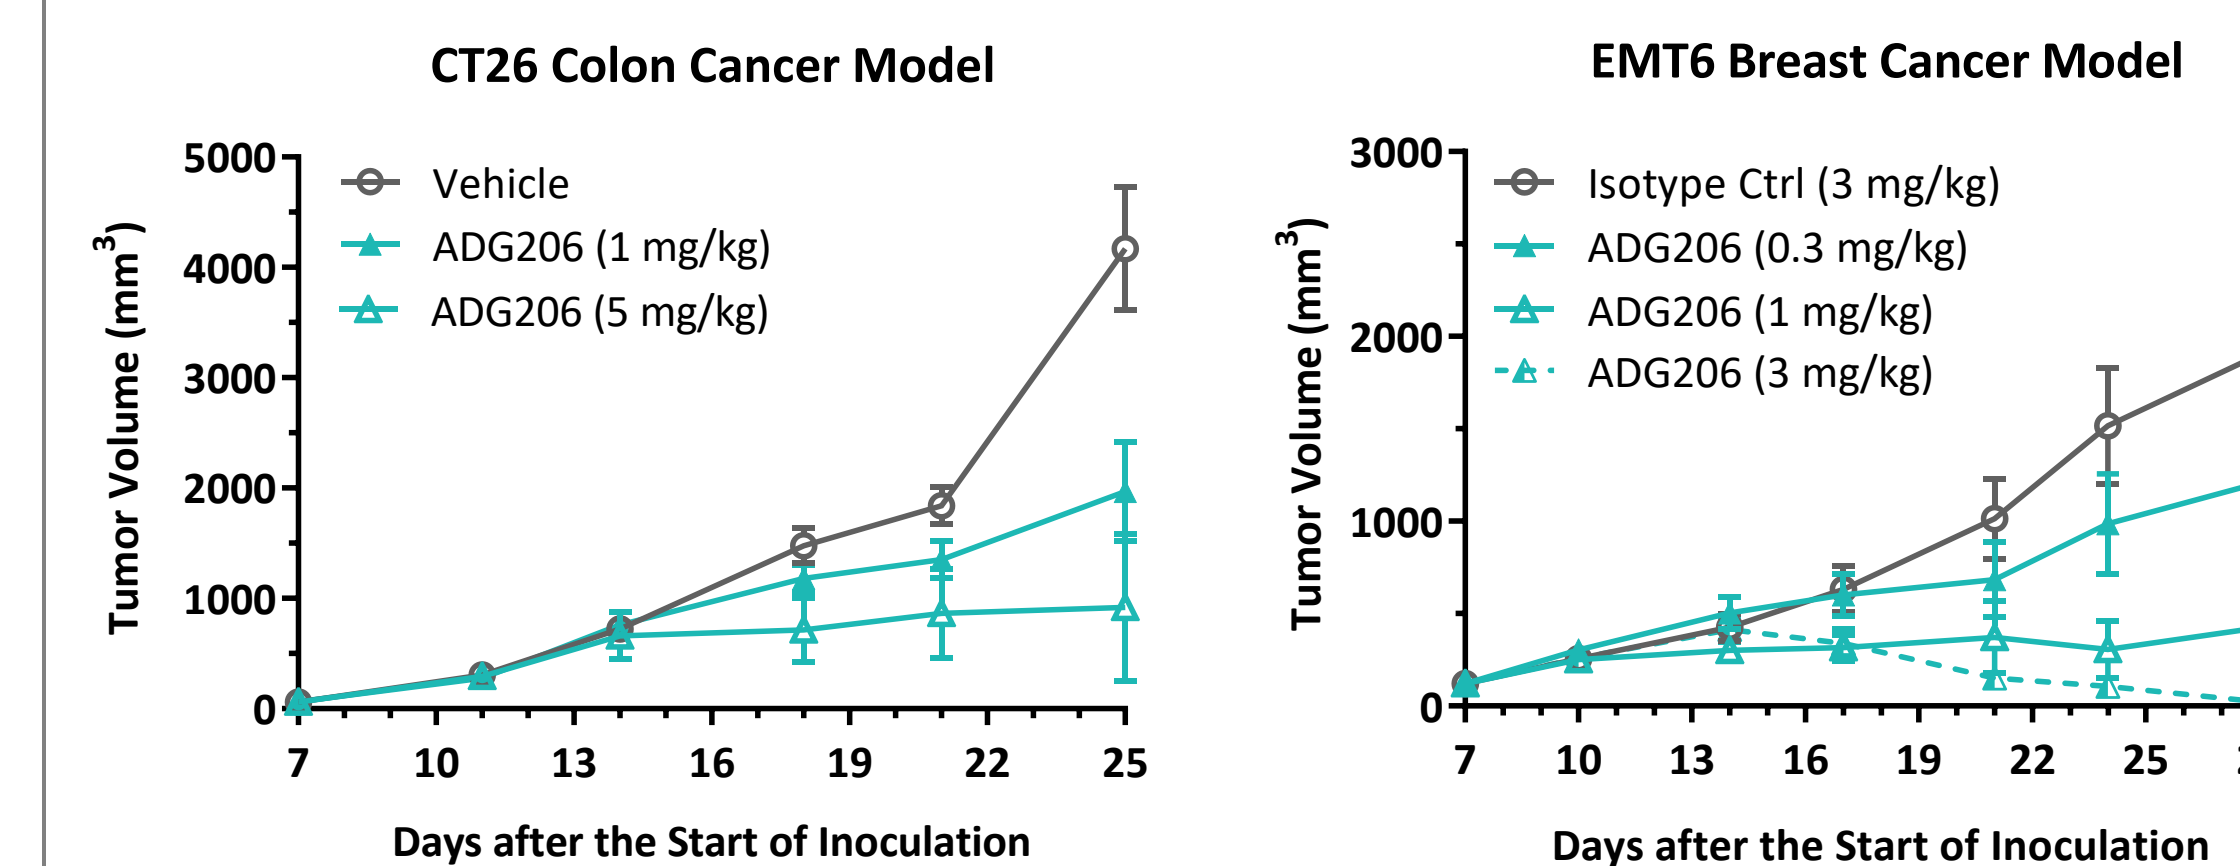 CT26 Colon Cancer Model
5000
4000
3000
2000
1000
0
Tumor Volume (mm³)
Vehicle
ADG206 (1 mg/kg)
ADG206 (5 mg/kg)
7 10 13 16 19 22 25
Days after the Start of Inoculation
EMT6 Breast Cancer Model
3000
2000
1000
0
Tumor Volume (mm³)
Isotype Ctrl (3 mg/kg)
ADG206 (0.3 mg/kg)
ADG206 (1 mg/kg)
ADG206 (3 mg/kg)
7 10 13 16 19 22 25
Days after the Start of Inoculation